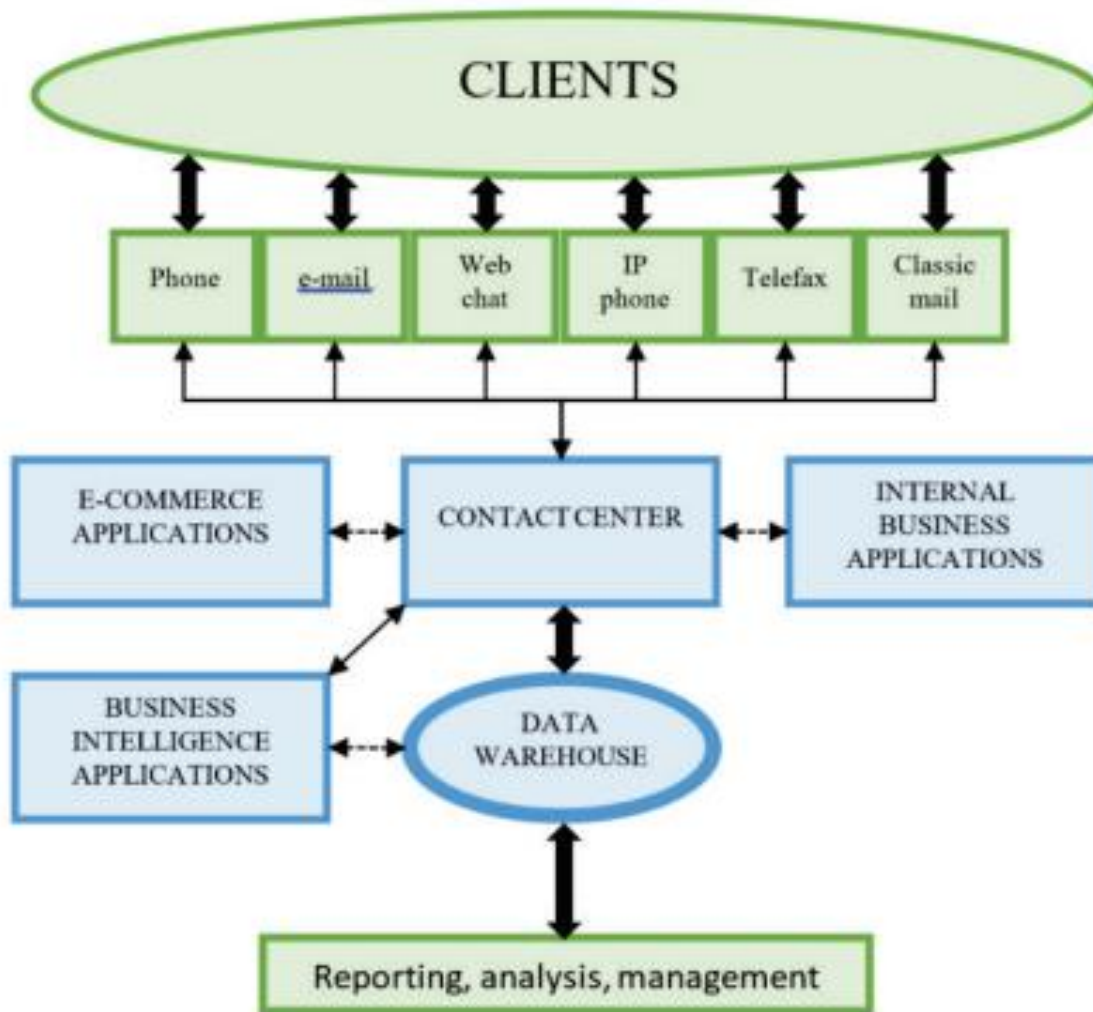 CLIENTS
Phone
e-mail
Web
chat
IP
phone
Telefax
Classic
mail
E-COMMERCE
APPLICATIONS
CONTACT CENTER
INTERNAL
BUSINESS
APPLICATIONS
BUSINESS
INTELLIGENCE
APPLICATIONS
DATA
WAREHOUSE
Reporting, analysis, management